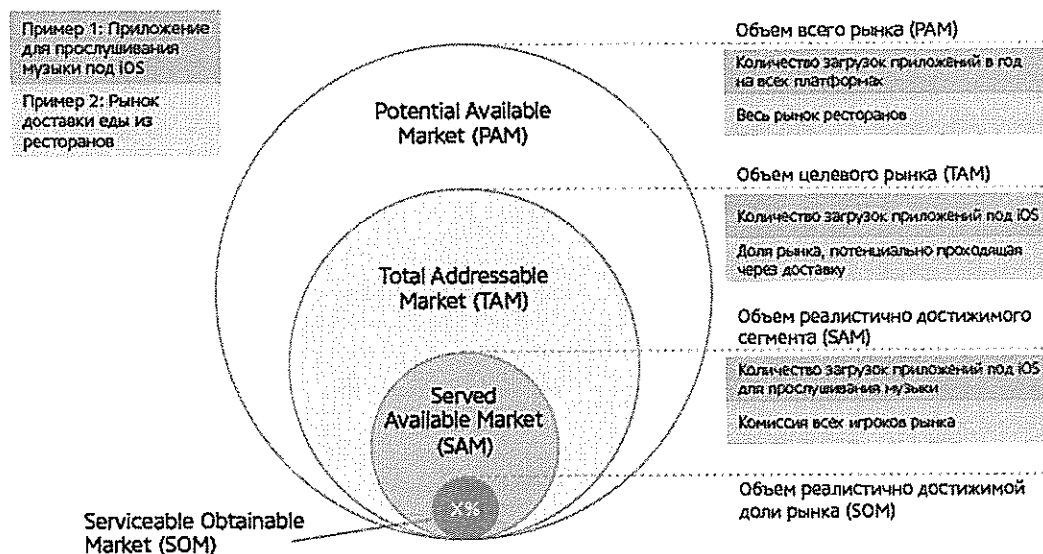 Пример 1: Приложение
для прослушивания
музыки под iOS
Пример 2: Рынок
доставки еды из
ресторанов
Potential Available
Market (PAM)
Total Addressable
Market (TAM)
Served
Available Market
(SAM)
X%
Serviceable Obtainable
Market (SOM)
Объем всего рынка (PAM)
Количество загрузок приложений в год
на всех платформах
Весь рынок ресторанов
Объем целевого рынка (TAM)
Количество загрузок приложений под iOS
Доля рынка, потенциально проходящая
через доставку
Объем реалистично достижимого
сегмента (SAM)
Количество загрузок приложений под iOS
для прослушивания музыки
Комиссия всех игроков рынка
Объем реалистично достижимой
доли рынка (SOM)